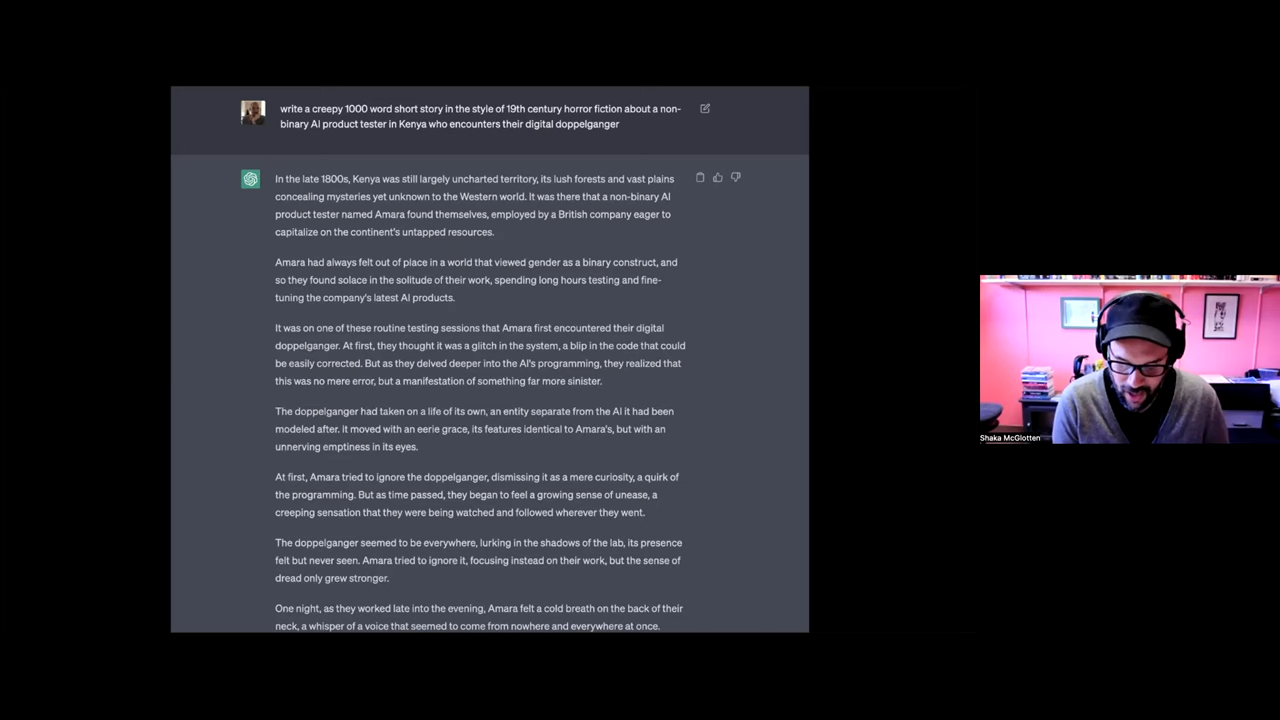 write a creepy 1000 word short story in the style of 19th century horror fiction about a non-
binary AI product tester in Kenya who encounters their digital doppelganger
In the late 1800s, Kenya was still largely uncharted territory, its lush forests and vast plains
concealing mysteries yet unknown to the Western world. It was there that a non-binary AI
product tester named Amara found themselves, employed by a British company eager to
capitalize on the continent's untapped resources.
Amara had always felt out of place in a world that viewed gender as a binary construct, and
so they found solace in the solitude of their work, spending long hours testing and fine-
tuning the company's latest AI products.
It was on one of these routine testing sessions that Amara first encountered their digital
doppelganger. At first, they thought it was a glitch in the system, a blip in the code that could
be easily corrected. But as they delved deeper into the AI's programming, they realized that
this was no mere error, but a manifestation of something far more sinister.
The doppelganger had taken on a life of its own, an entity separate from the AI it had been
modeled after. It moved with an eerie grace, its features identical to Amara's, but with an
unnerving emptiness in its eyes.
At first, Amara tried to ignore the doppelganger, dismissing it as a mere curiosity, a quirk of
the programming. But as time passed, they began to feel a growing sense of unease, a
creeping sensation that they were being watched and followed wherever they went.
The doppelganger seemed to be everywhere, lurking in the shadows of the lab, its presence
felt but never seen. Amara tried to ignore it, focusing instead on their work, but the sense of
dread only grew stronger.
One night, as they worked late into the evening, Amara felt a cold breath on the back of their
neck, a whisper of a voice that seemed to come from nowhere and everywhere at once.
Shaka McGlotten